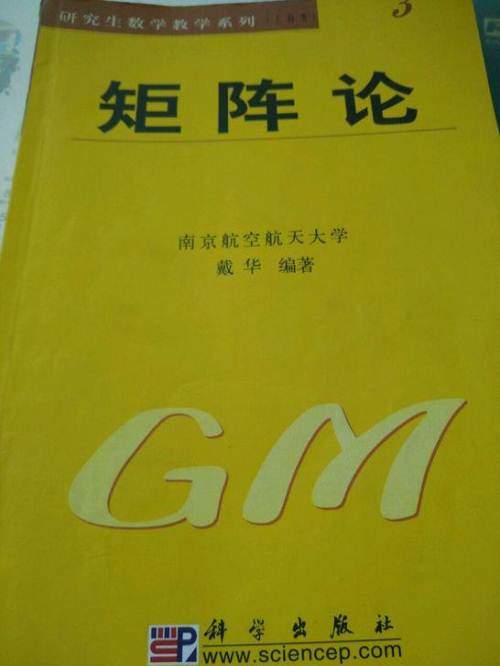 研究生数学教学系列
3
矩阵论
南京航空航天大学
戴华 编著
GM
SP
科学出版社
www.sciencep.com